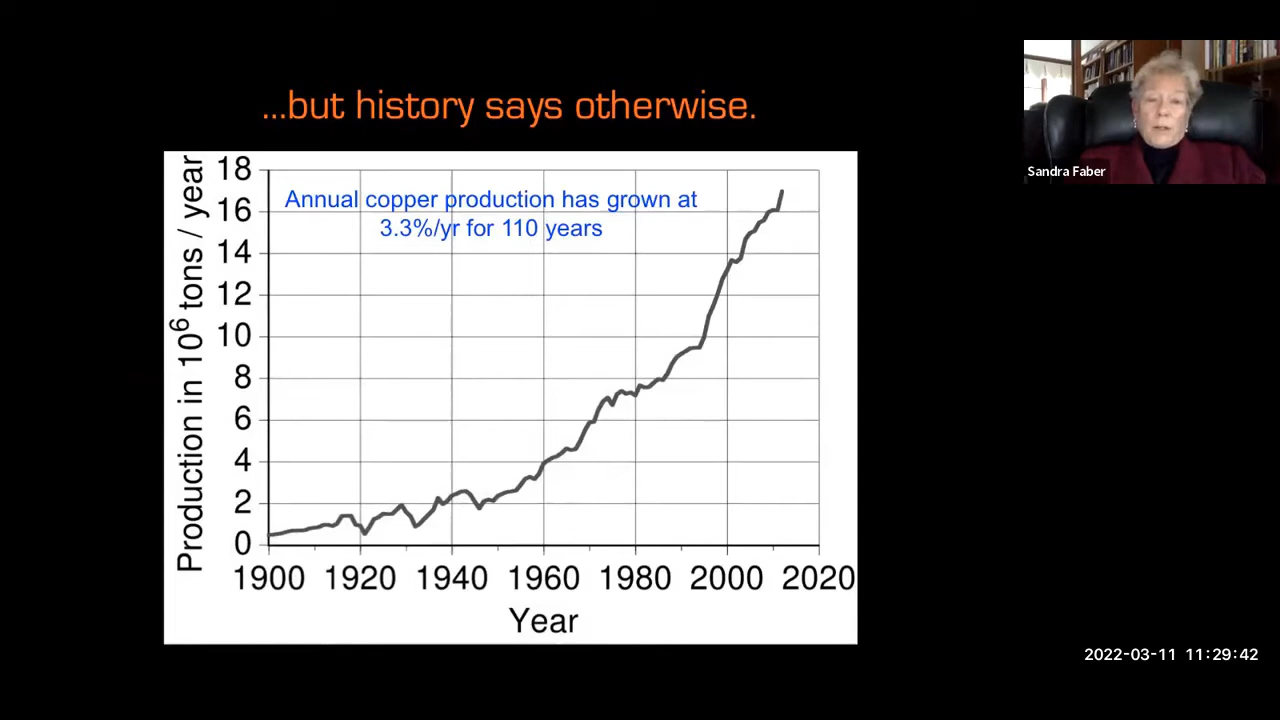 ...but history says otherwise.
Sandra Faber
Annual copper production has grown at
3.3%/yr for 110 years
Production in 10⁶ tons / year
18
16
14
12
10
8
6
4
2
0
1900 1920 1940 1960 1980 2000 2020
Year
2022-03-11 11:29:42